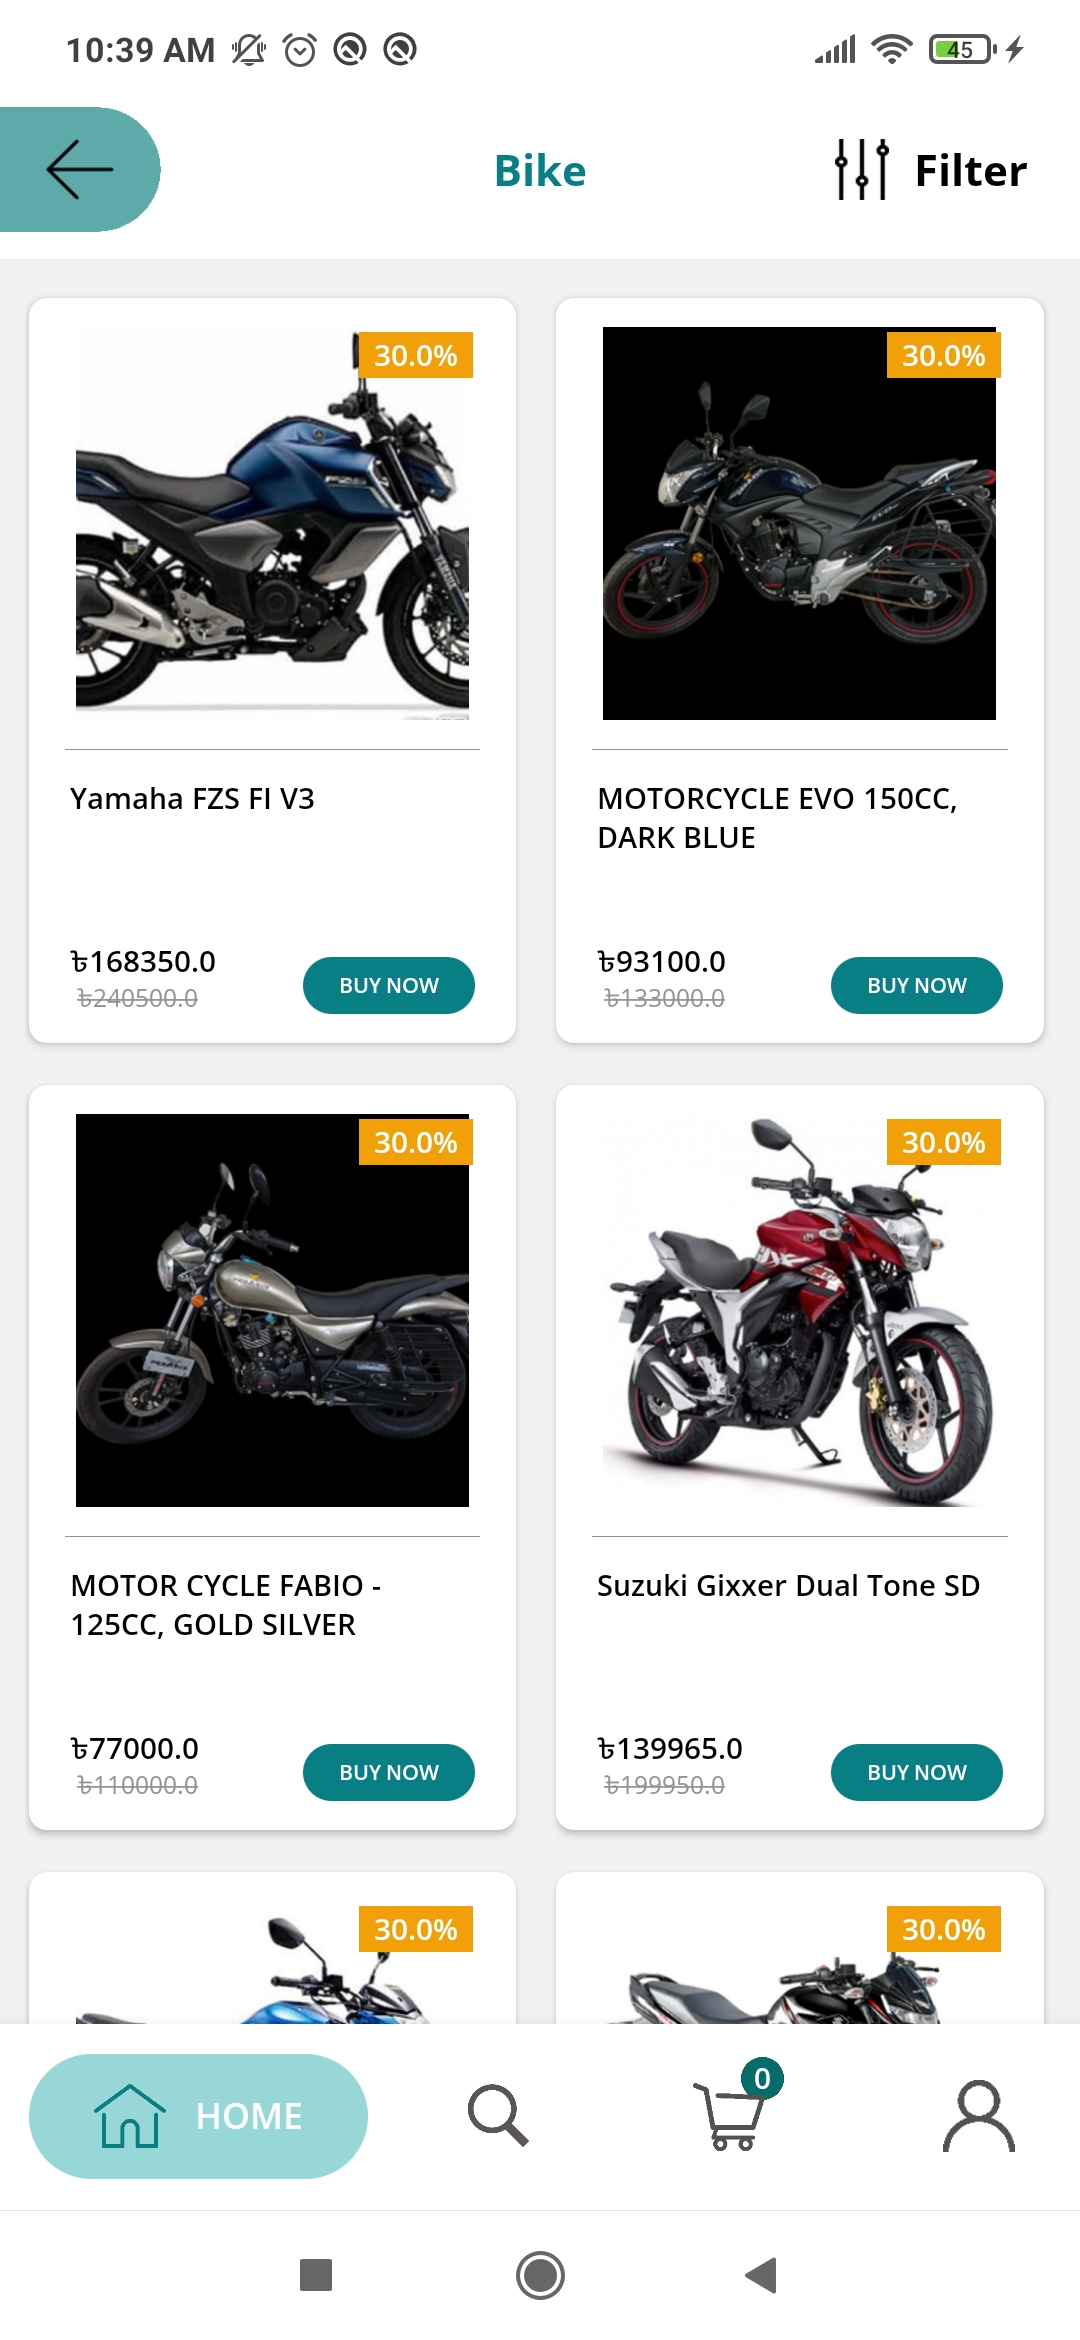 10:39 AM
45
Bike
Filter
30.0%
30.0%
Yamaha FZS FI V3
MOTORCYCLE EVO 150CC,
DARK BLUE
৳168350.0
৳240500.0
BUY NOW
৳93100.0
৳133000.0
BUY NOW
30.0%
30.0%
MOTOR CYCLE FABIO -
125CC, GOLD SILVER
Suzuki Gixxer Dual Tone SD
৳77000.0
৳110000.0
BUY NOW
৳139965.0
৳199950.0
BUY NOW
30.0%
30.0%
HOME
0